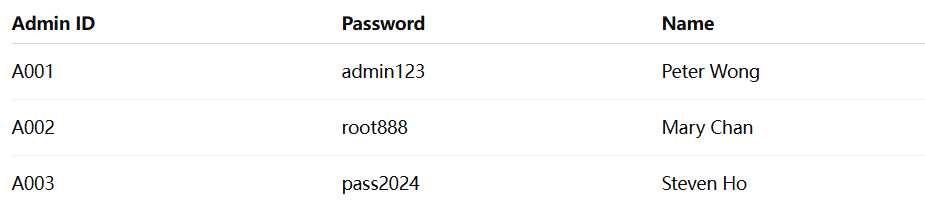 Admin ID Password Name
A001 admin123 Peter Wong
A002 root888 Mary Chan
A003 pass2024 Steven Ho